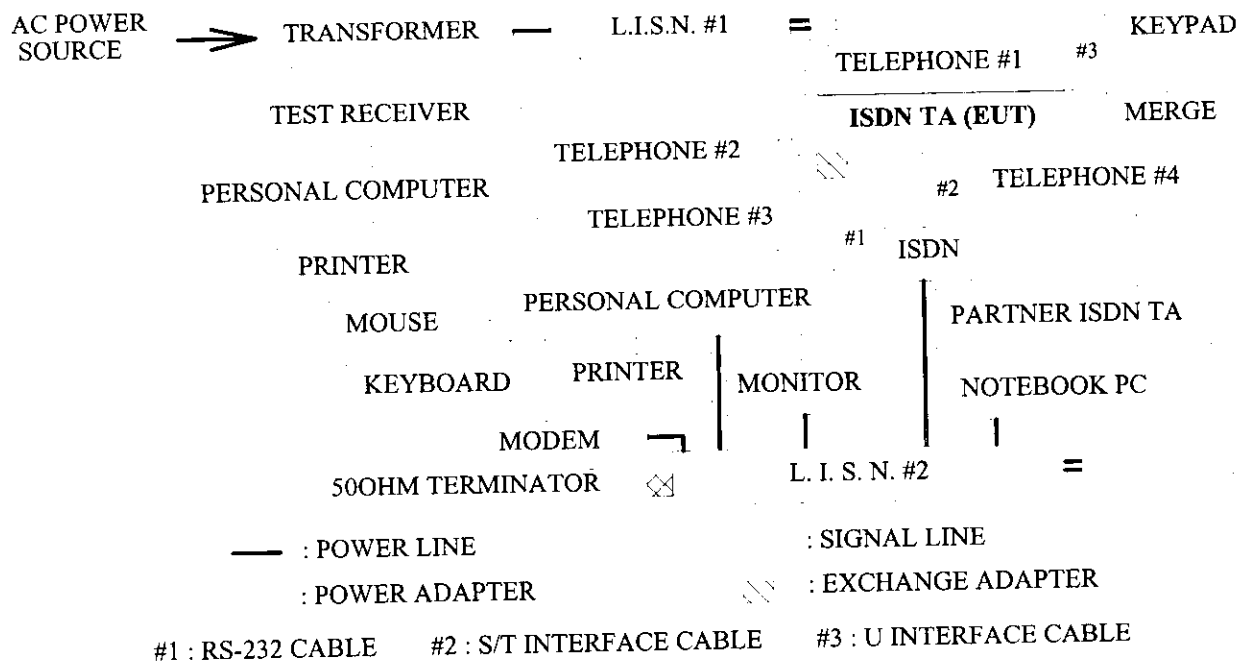 AC POWER SOURCE
TRANSFORMER
L.I.S.N. #1
KEYPAD
TELEPHONE #1
#3
TEST RECEIVER
ISDN TA (EUT)
MERGE
TELEPHONE #2
PERSONAL COMPUTER
#2
TELEPHONE #4
TELEPHONE #3
#1
ISDN
PRINTER
PERSONAL COMPUTER
MOUSE
PARTNER ISDN TA
KEYBOARD
PRINTER
MONITOR
NOTEBOOK PC
MODEM
50OHM TERMINATOR
L. I. S. N. #2
: POWER LINE
: SIGNAL LINE
: POWER ADAPTER
: EXCHANGE ADAPTER
#1 : RS-232 CABLE #2 : S/T INTERFACE CABLE #3 : U INTERFACE CABLE